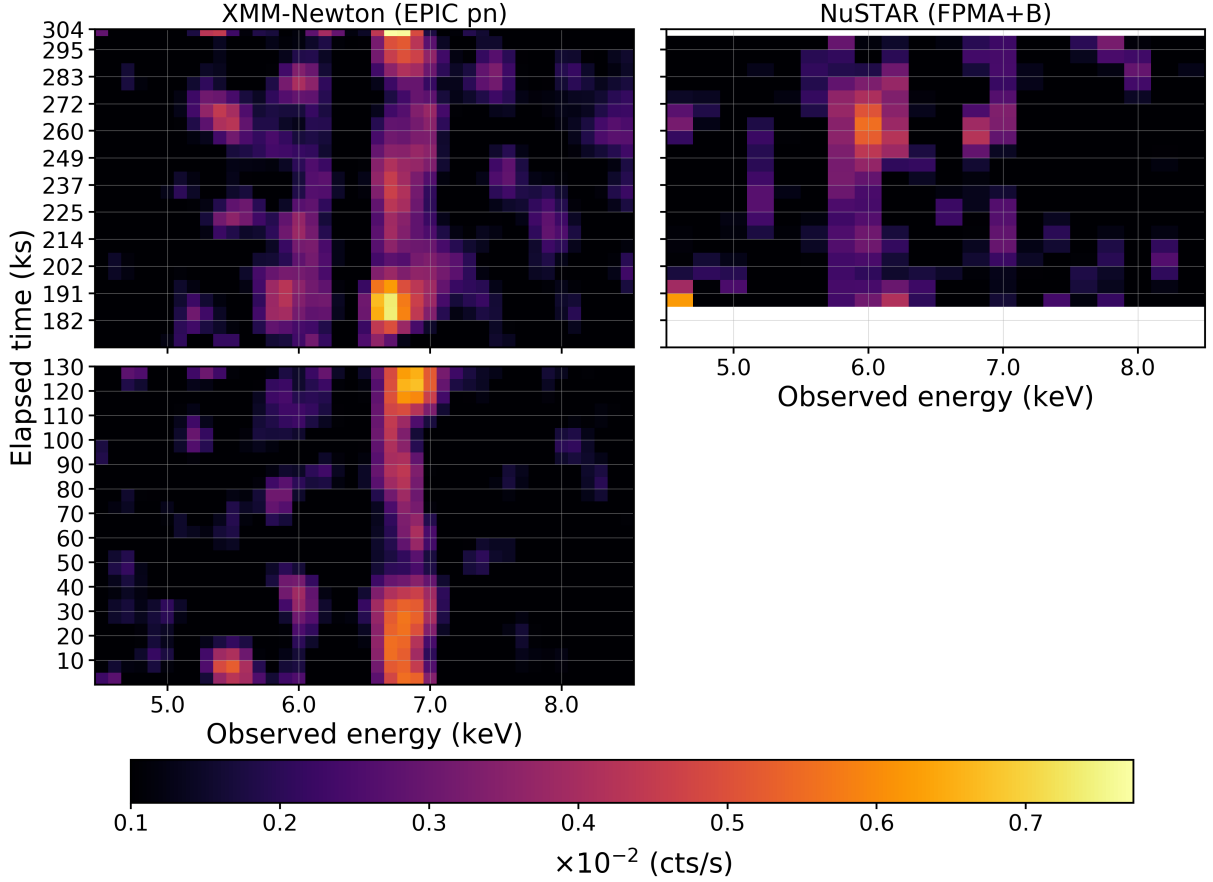 XMM-Newton (EPIC pn)
NuSTAR (FPMA+B)
Elapsed time (ks)
304
295
283
272
260
249
237
225
214
202
191
182
5.0 6.0 7.0 8.0
Observed energy (keV)
130
120
110
100
90
80
70
60
50
40
30
20
10
5.0 6.0 7.0 8.0
Observed energy (keV)
0.1 0.2 0.3 0.4 0.5 0.6 0.7
×10⁻² (cts/s)